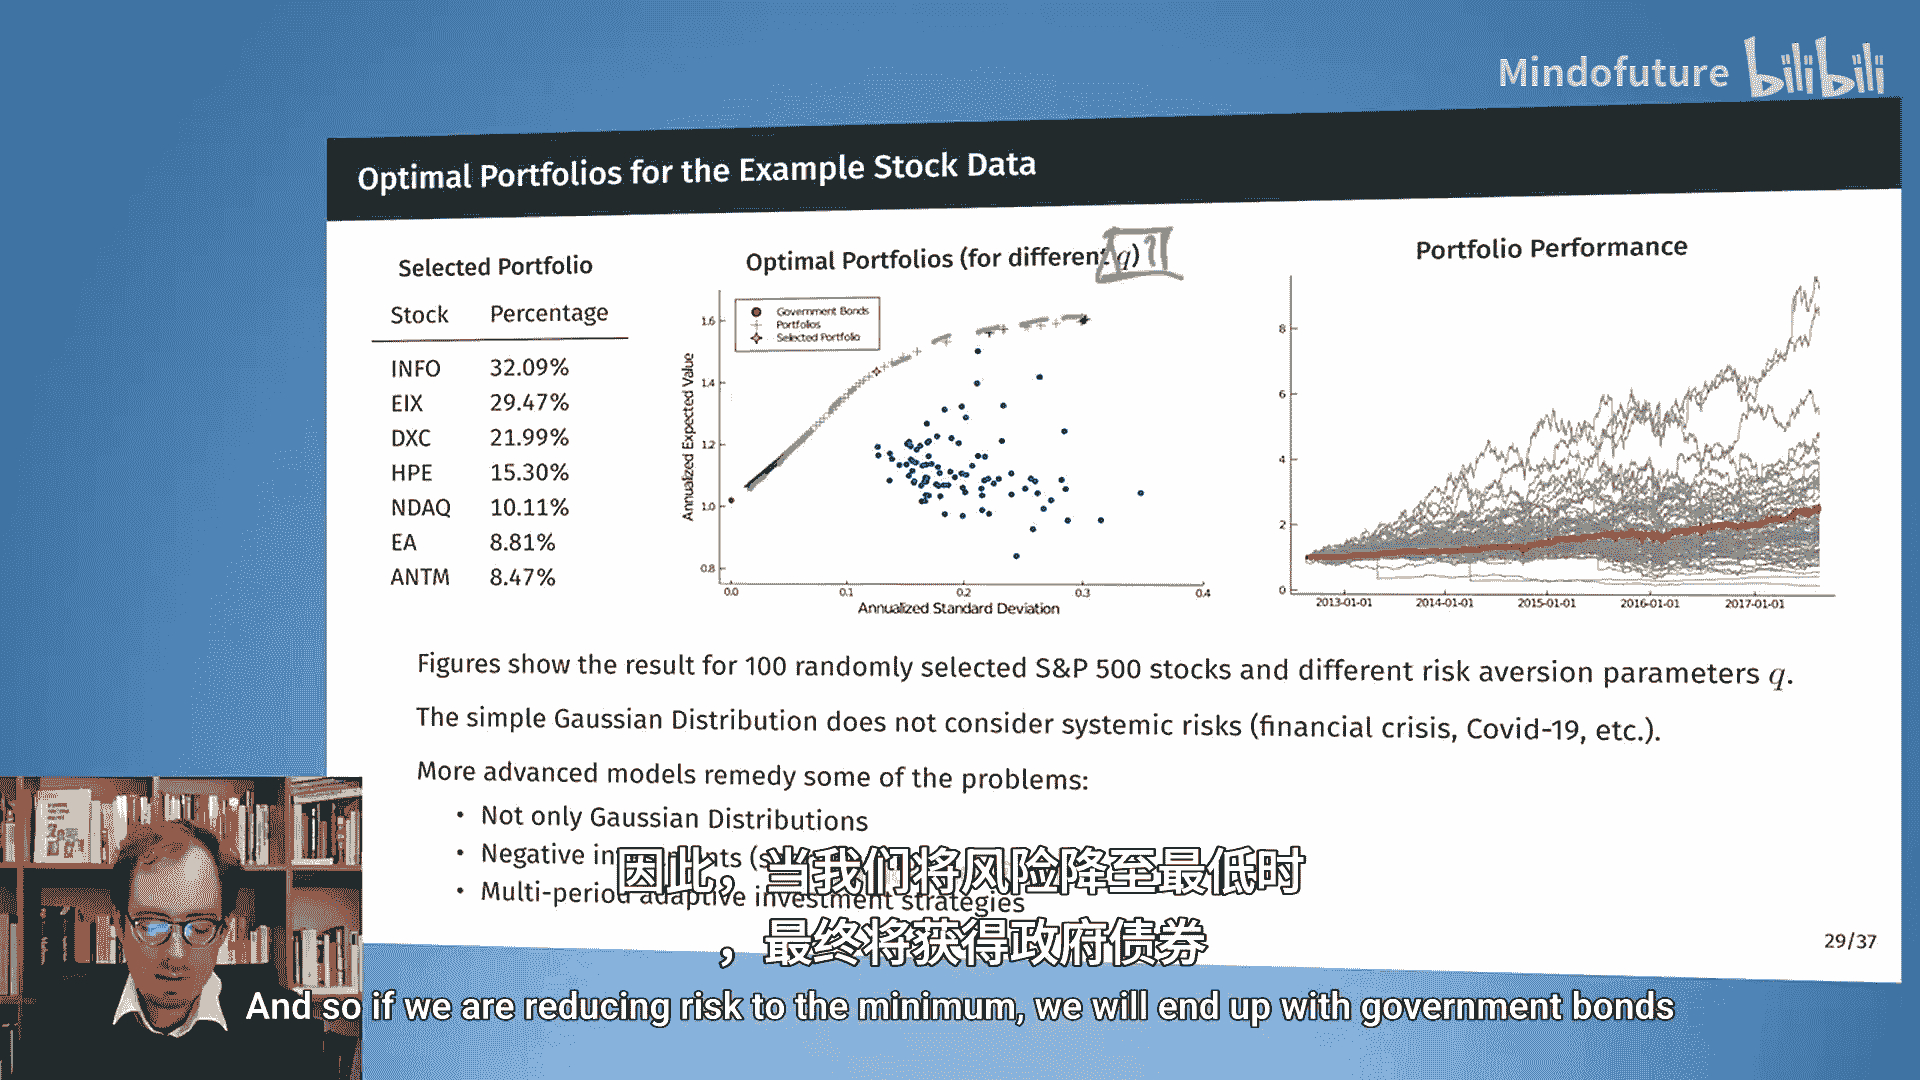 Mindofuture bilibili
Optimal Portfolios for the Example Stock Data
Selected Portfolio
Stock Percentage
INFO 32.09%
EIX 29.47%
DXC 21.99%
HPE 15.30%
NDAQ 10.11%
EA 8.81%
ANTM 8.47%
Optimal Portfolios (for different q)
Government Bonds
Portfolios
Selected Portfolio
Annualized Expected Value
1.6
1.4
1.2
1.0
0.8
0.0 0.1 0.2 0.3 0.4
Annualized Standard Deviation
Portfolio Performance
8
6
4
2
0
2013-01-01 2014-01-01 2015-01-01 2016-01-01 2017-01-01
Figures show the result for 100 randomly selected S&P 500 stocks and different risk aversion parameters q.
The simple Gaussian Distribution does not consider systemic risks (financial crisis, Covid-19, etc.).
More advanced models remedy some of the problems:
• Not only Gaussian Distributions
• Negative
• Multi-period adaptive investment strategies
29/37
因此，当我们将风险降至最低时
，最终将获得政府债券
And so if we are reducing risk to the minimum, we will end up with government bonds